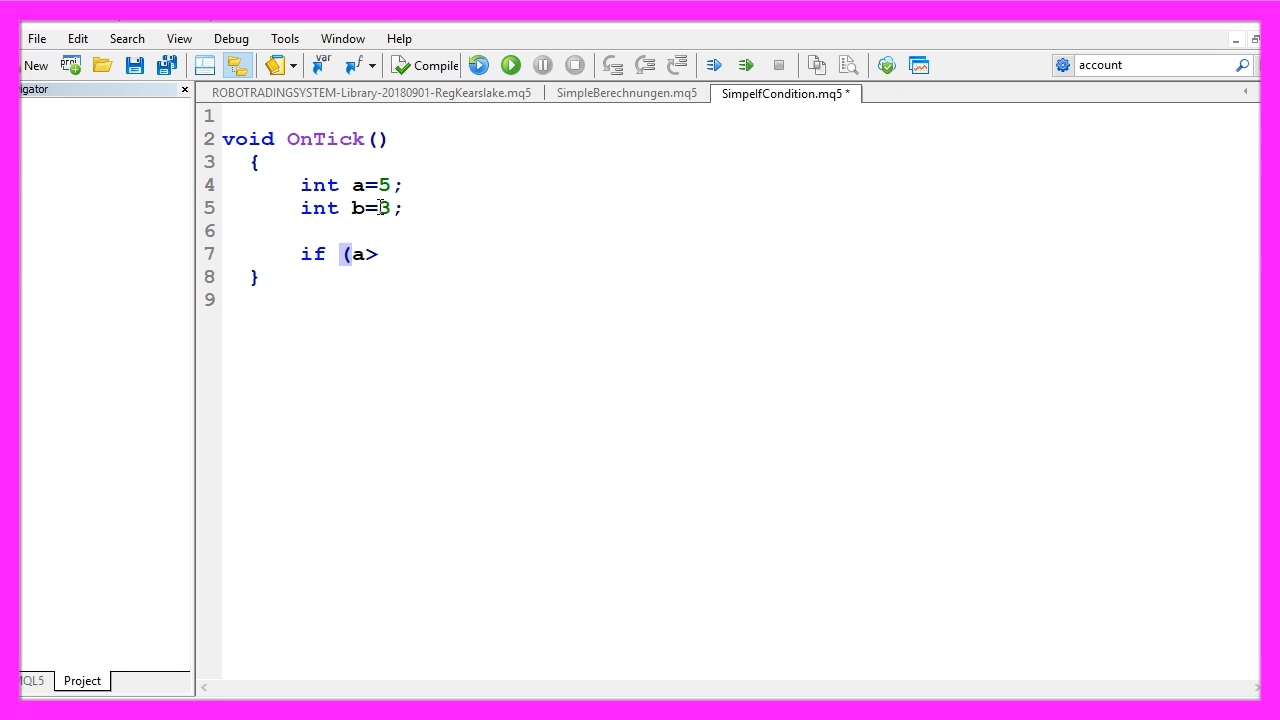 File Edit Search View Debug Tools Window Help
New Compile account
igator ROBOTRADINGSYSTEM-Library-20180901-RegKearslake.mq5 SimpleBerechnungen.mq5 SimpelfCondition.mq5 *
1
2 void OnTick()
3 {
4 int a=5;
5 int b=3;
6
7 if (a>
8 }
9
MQL5 Project